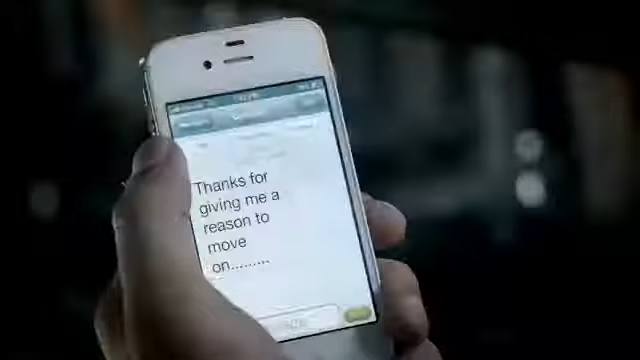 Thanks for
giving me a
reason to
move
on.........